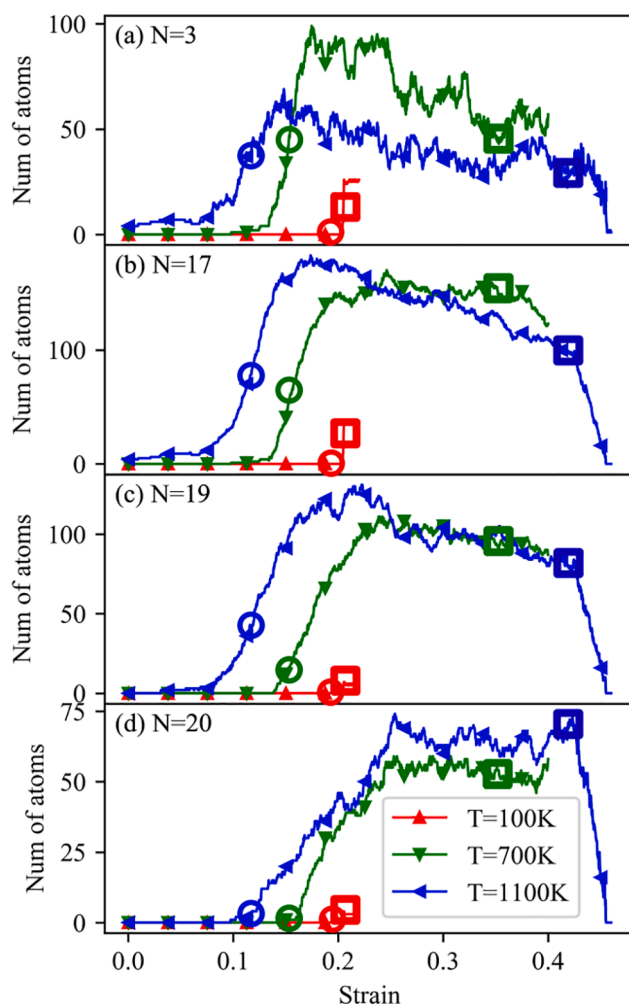 (a) N=3
100
50
0
Num of atoms
(b) N=17
100
0
Num of atoms
(c) N=19
100
50
0
Num of atoms
(d) N=20
75
50
25
0
Num of atoms
T=100K
T=700K
T=1100K
0.0 0.1 0.2 0.3 0.4
Strain